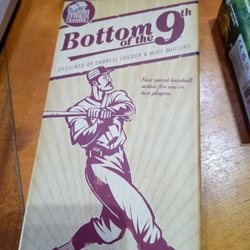 Bottom
of the 9th
DESIGNED BY DARRELL LOUDER & MIKE MULLINS
Fast-paced baseball
action for one or
two players.